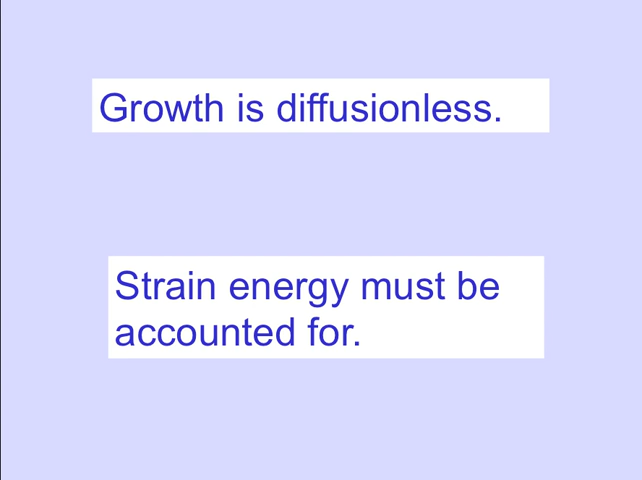 Growth is diffusionless.
Strain energy must be
accounted for.